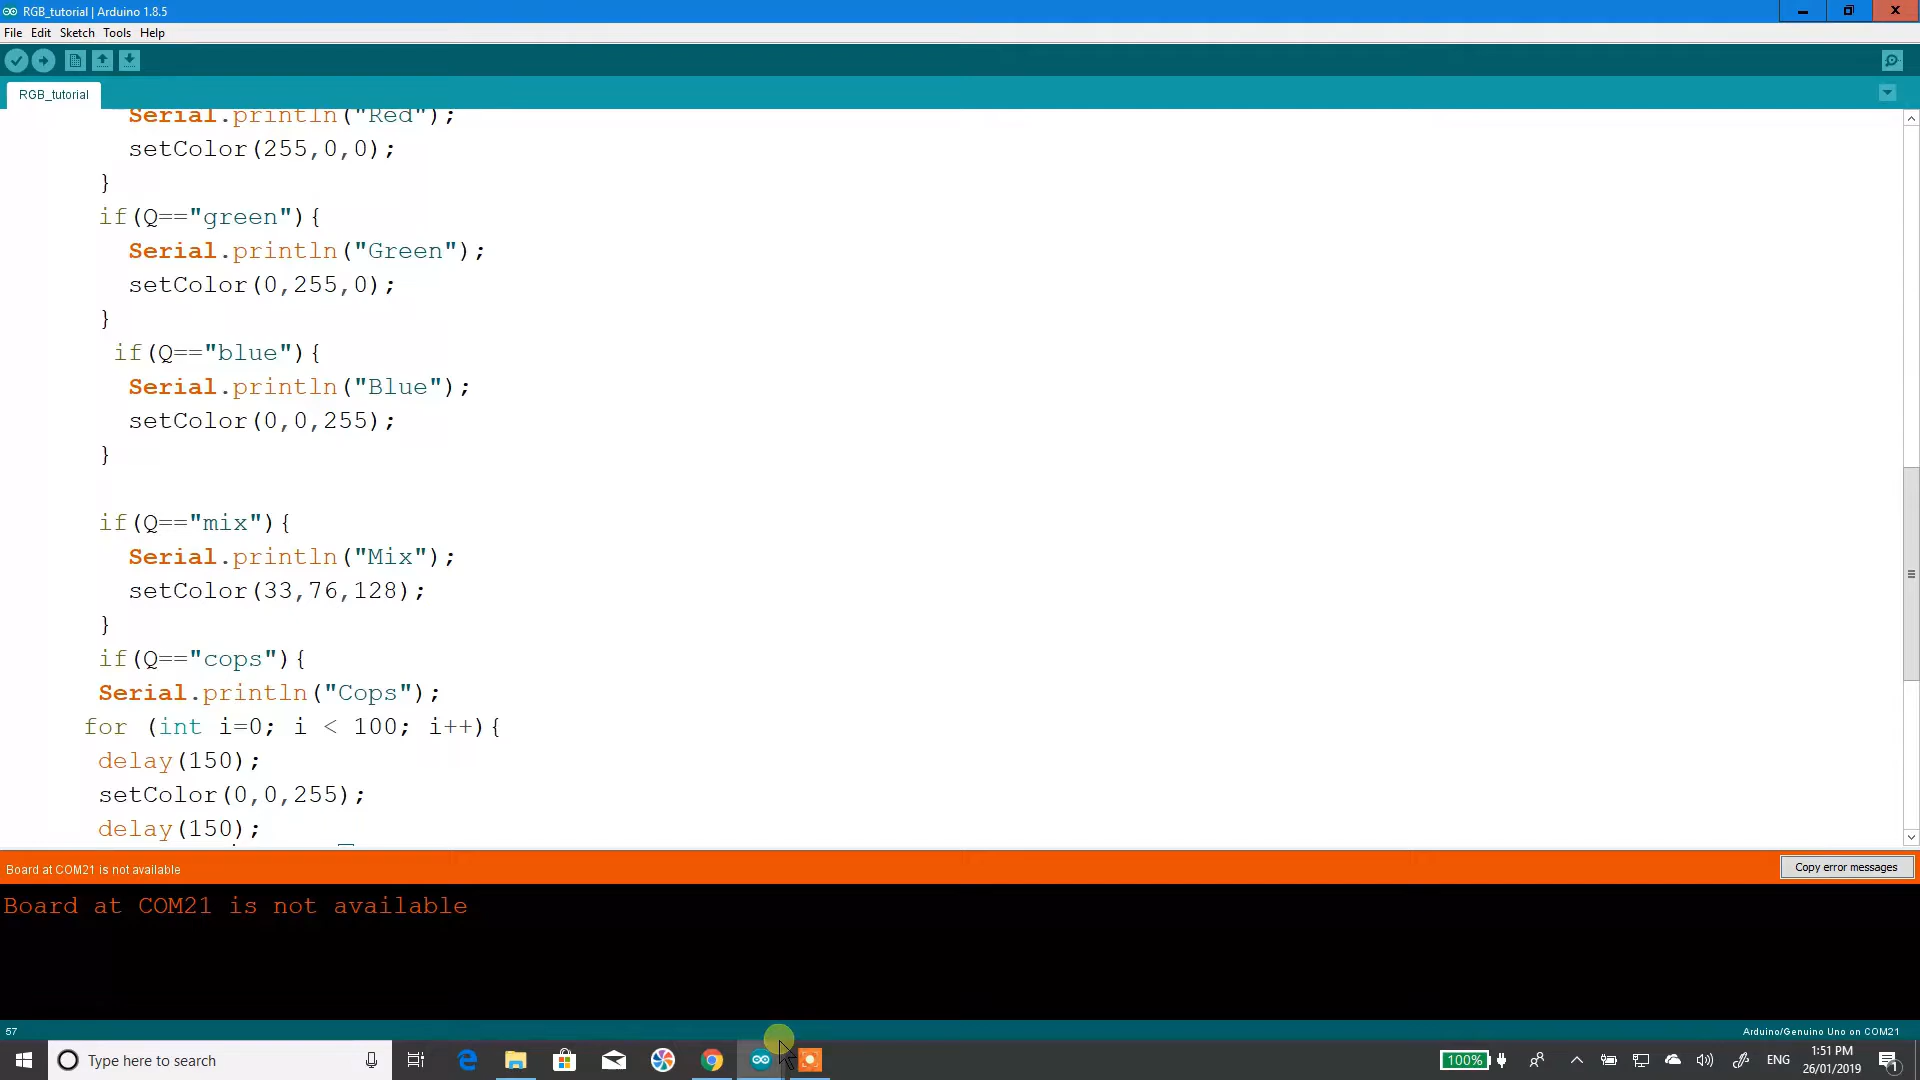 RGB_tutorial | Arduino 1.8.5
File Edit Sketch Tools Help
RGB_tutorial
Serial.println("Red");
setColor(255,0,0);
}
if(Q=="green"){
Serial.println("Green");
setColor(0,255,0);
}
if(Q=="blue"){
Serial.println("Blue");
setColor(0,0,255);
}
if(Q=="mix"){
Serial.println("Mix");
setColor(33,76,128);
}
if(Q=="cops"){
Serial.println("Cops");
for (int i=0; i < 100; i++){
delay(150);
setColor(0,0,255);
delay(150);
Board at COM21 is not available
Copy error messages
Board at COM21 is not available
57
Arduino/Genuino Uno on COM21
Type here to search
100%
ENG
1:51 PM
26/01/2019
1